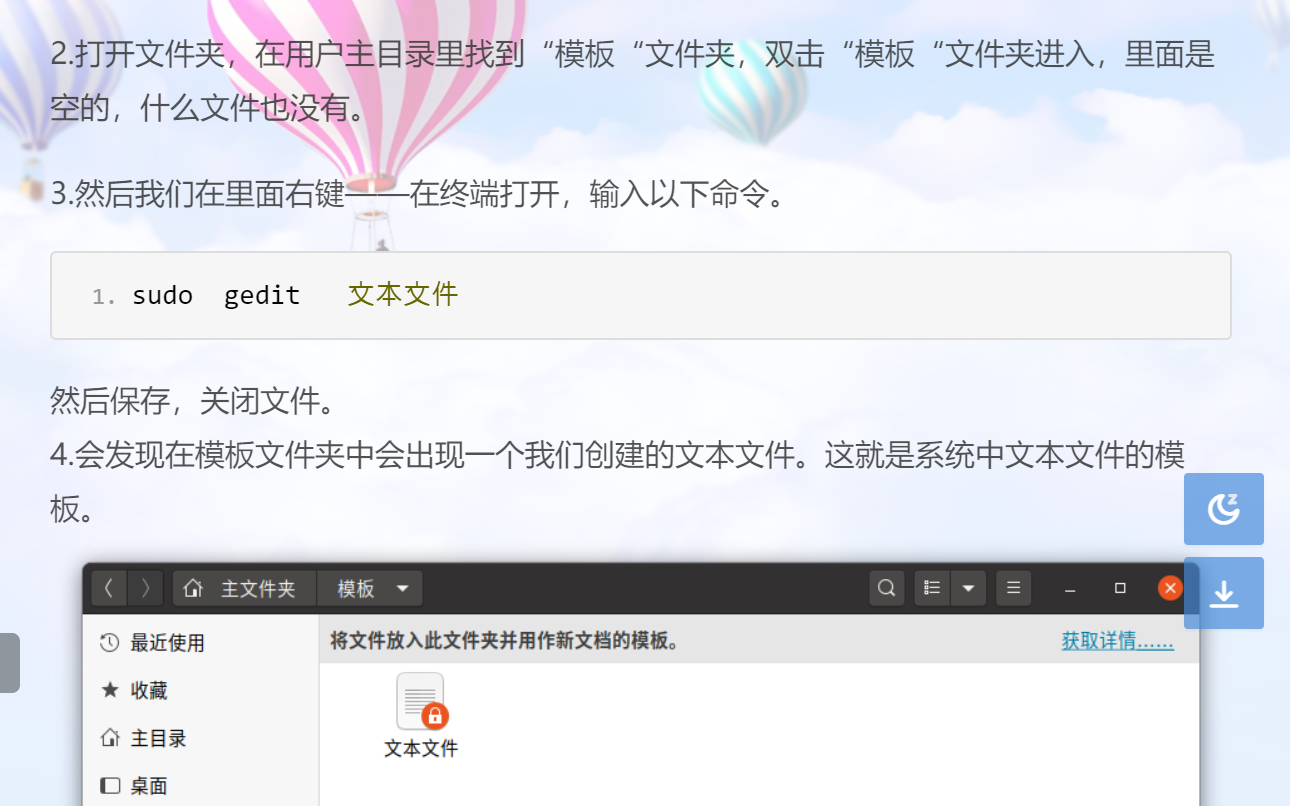 2.打开文件夹，在用户主目录里找到“模板“文件夹，双击“模板“文件夹进入，里面是
空的，什么文件也没有。
3.然后我们在里面右键——在终端打开，输入以下命令。
1. sudo  gedit   文本文件
然后保存，关闭文件。
4.会发现在模板文件夹中会出现一个我们创建的文本文件。这就是系统中文本文件的模
板。
主文件夹 模板
最近使用
将文件放入此文件夹并用作新文档的模板。 获取详情……
收藏
主目录
文本文件
桌面